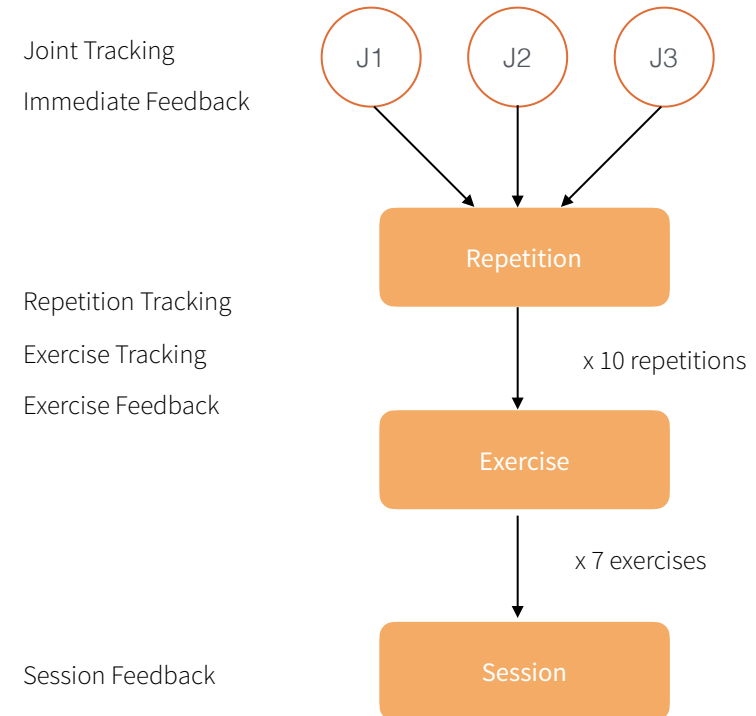 Joint Tracking
J1
J2
J3
Immediate Feedback
Repetition
Repetition Tracking
Exercise Tracking
x 10 repetitions
Exercise Feedback
Exercise
x 7 exercises
Session Feedback
Session